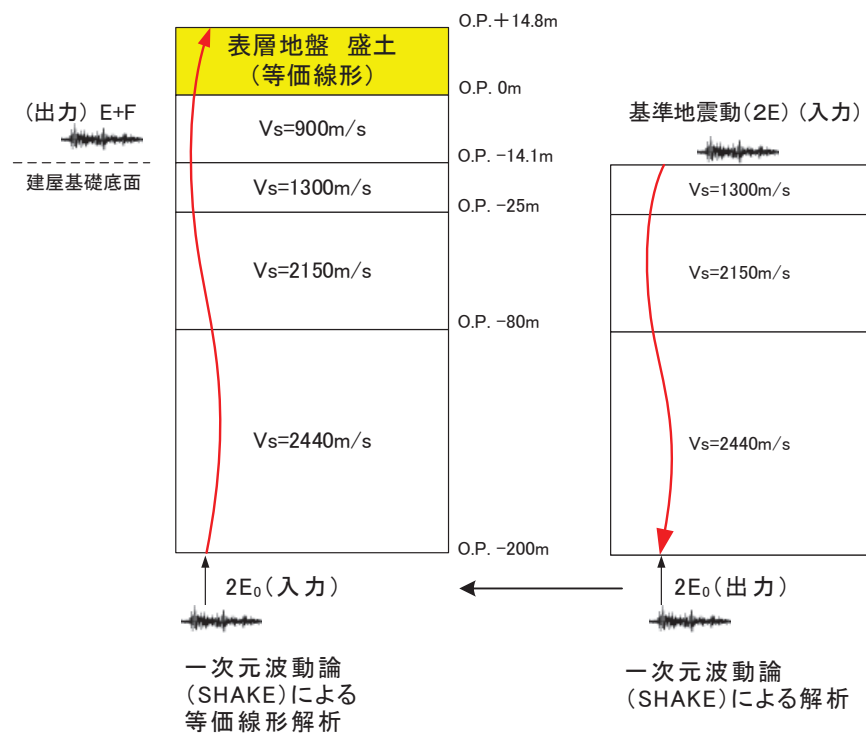 O.P.+14.8m
表層地盤 盛土
(等価線形)
O.P. 0m
(出力) E+F
Vs=900m/s
基準地震動(2E) (入力)
O.P. -14.1m
建屋基礎底面
Vs=1300m/s
Vs=1300m/s
O.P. -25m
Vs=2150m/s
Vs=2150m/s
O.P. -80m
Vs=2440m/s
Vs=2440m/s
O.P. -200m
2E₀(入力)
2E₀(出力)
一次元波動論
(SHAKE)による
等価線形解析
一次元波動論
(SHAKE)による解析